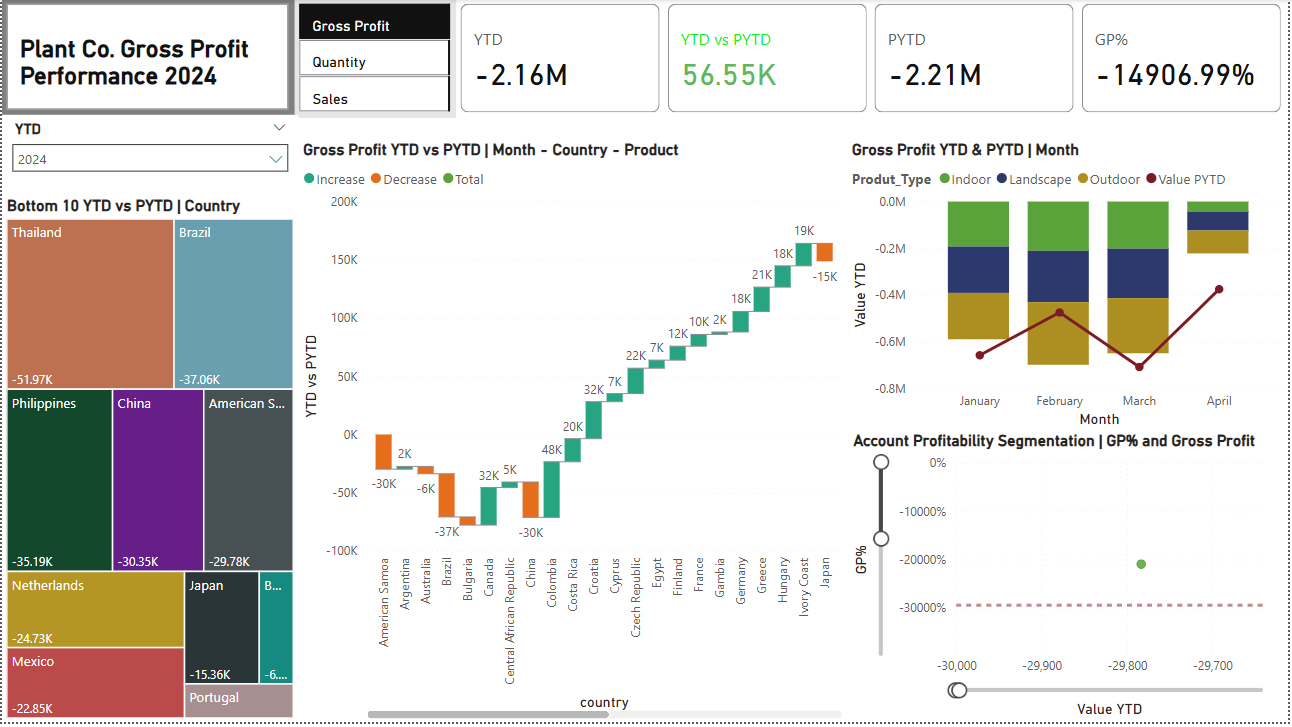 Plant Co. Gross Profit
Performance 2024
Gross Profit
Quantity
Sales
YTD
-2.16M
YTD vs PYTD
56.55K
PYTD
-2.21M
GP%
-14906.99%
YTD
2024
Bottom 10 YTD vs PYTD | Country
Thailand
-51.97K
Brazil
-37.06K
Philippines
-35.19K
China
-30.35K
American S...
-29.78K
Netherlands
-24.73K
Japan
-15.36K
B...
-6....
Mexico
-22.85K
Portugal
Gross Profit YTD vs PYTD | Month - Country - Product
Increase Decrease Total
YTD vs PYTD
200K
150K
100K
50K
0K
-50K
-100K
-30K
2K
-6K
-37K
32K
5K
-30K
48K
20K
32K
7K
22K
7K
12K
10K
2K
18K
21K
18K
19K
-15K
American Samoa
Argentina
Australia
Brazil
Bulgaria
Canada
Central African Republic
China
Colombia
Costa Rica
Croatia
Cyprus
Czech Republic
Egypt
Finland
France
Gambia
Germany
Greece
Hungary
Ivory Coast
Japan
country
Gross Profit YTD & PYTD | Month
Produt_Type Indoor Landscape Outdoor Value PYTD
Value YTD
0.0M
-0.2M
-0.4M
-0.6M
-0.8M
January February March April
Month
Account Profitability Segmentation | GP% and Gross Profit
GP%
0%
-10000%
-20000%
-30000%
-30,000 -29,900 -29,800 -29,700
Value YTD